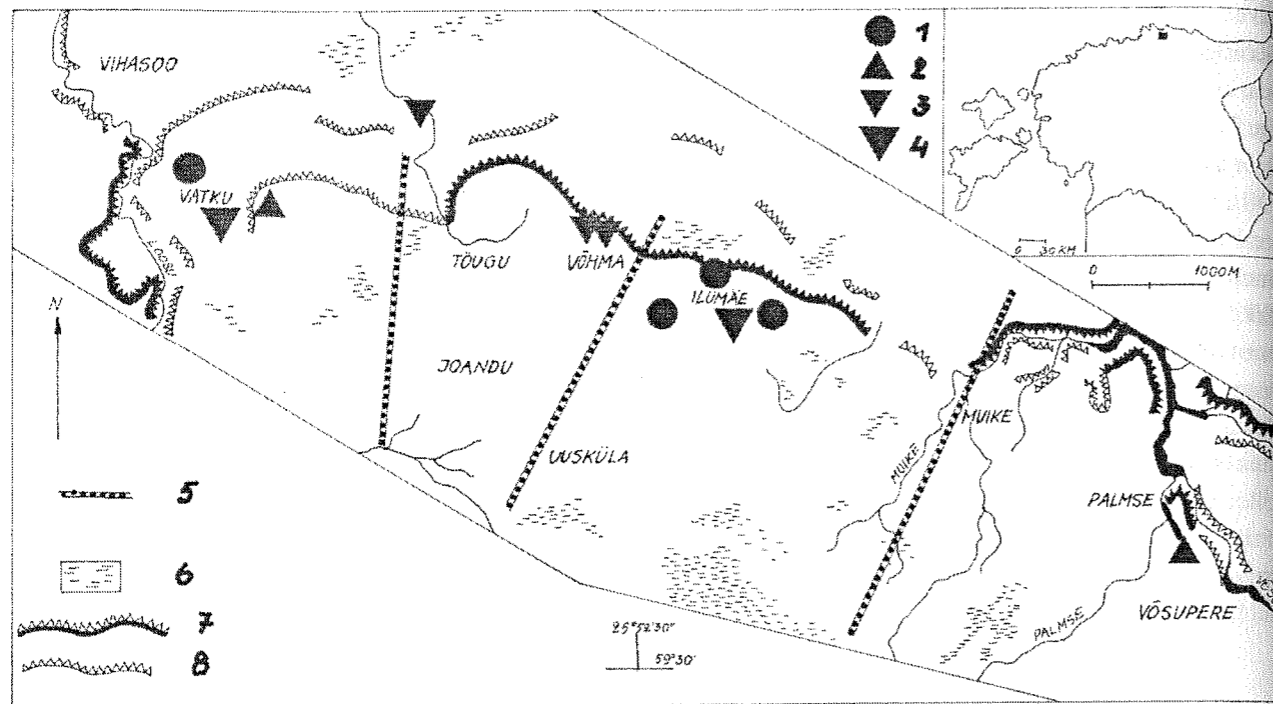 VIHASOO
1
2
3
4
VATKU
LOOBU
TÕUGU
VÕHMA
ILUMÄE
0 30 KM
0 1000 M
N
JOANDU
UUSKÜLA
MUIKE
MUIKE
PALMSE
PALMSE
VÕSUPERE
5
6
7
8
25°52'30"
59°30'